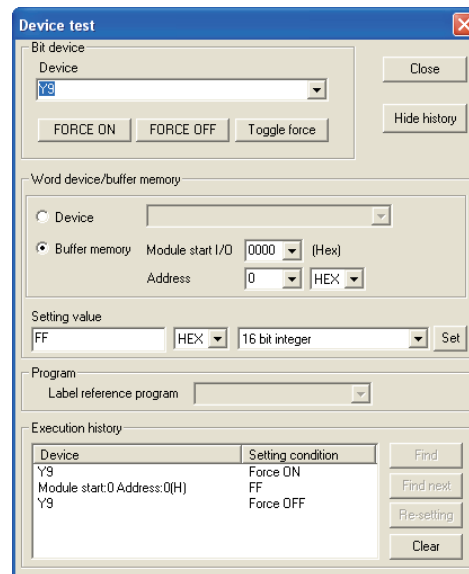 Device test
Bit device
Device
Y9
Close
FORCE ON FORCE OFF Toggle force
Hide history
Word device/buffer memory
Device
Buffer memory Module start I/O 0000 (Hex)
Address 0 HEX
Setting value
FF HEX 16 bit integer Set
Program
Label reference program
Execution history
Device Setting condition
Y9 Force ON
Module start:0 Address:0(H) FF
Y9 Force OFF
Find
Find next
Re-setting
Clear